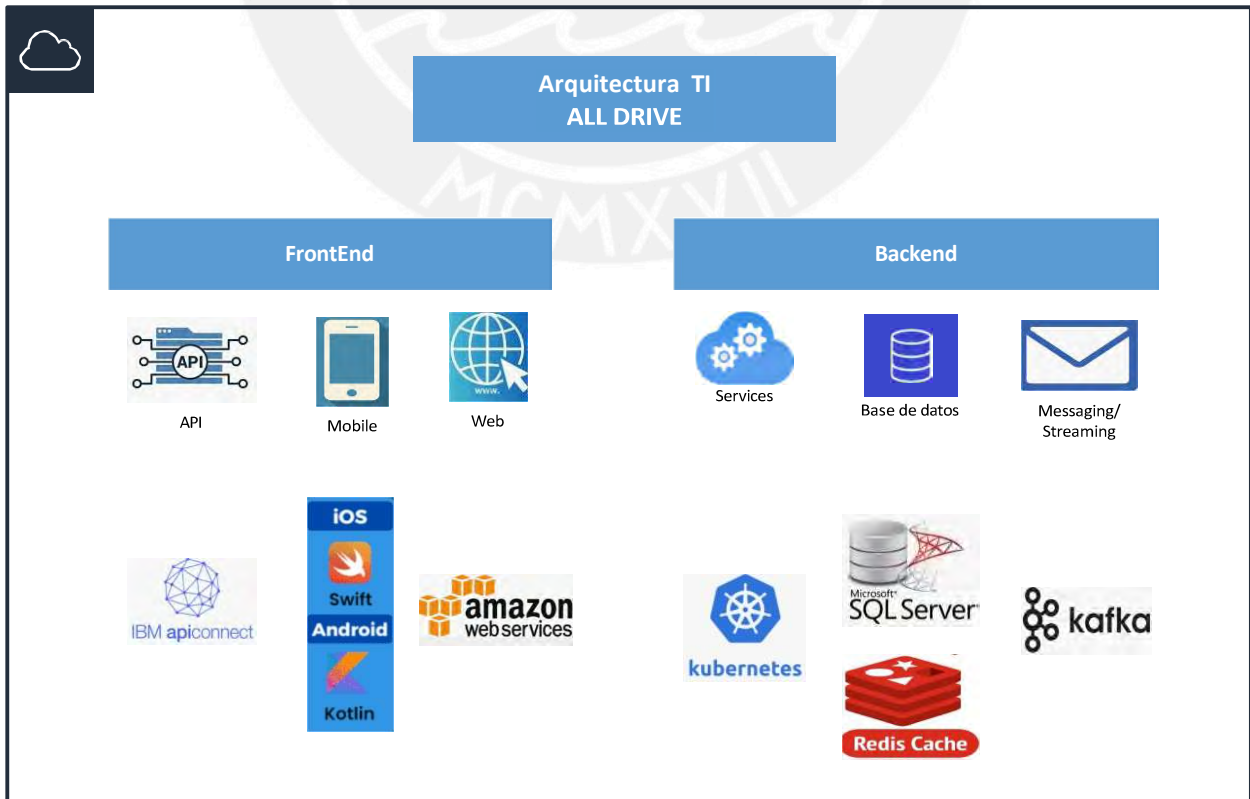 Arquitectura TI
ALL DRIVE
MCMXVII
FrontEnd
Backend
API
www.
API
Mobile
Web
Services
Base de datos
Messaging/
Streaming
iOS
Swift
Android
Kotlin
IBM apiconnect
amazon
webservices
kubernetes
Microsoft®
SQL Server
Redis Cache
kafka